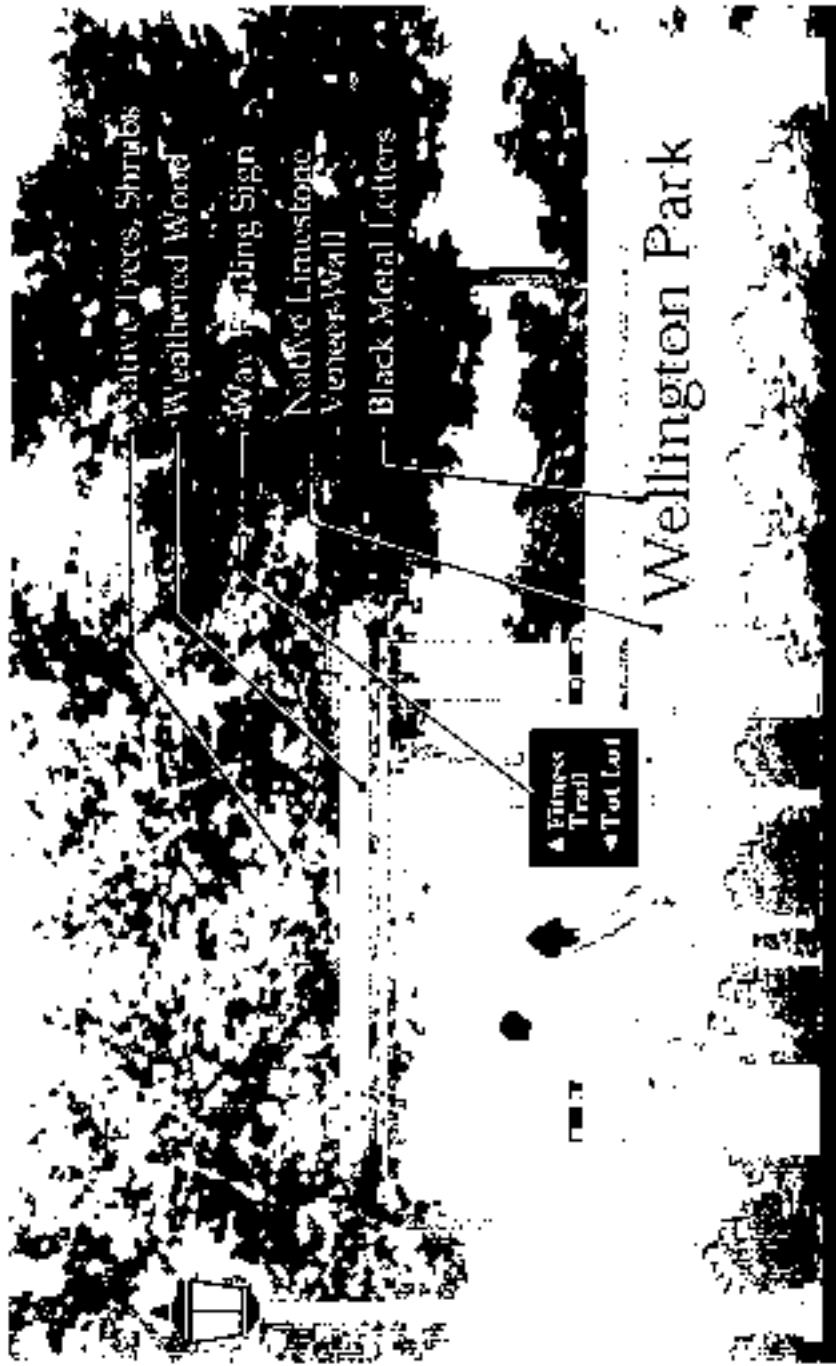 Native Trees, Shrubs
Weathered Wood
Way Finding Sign
Native Limestone
Veneer Wall
Black Metal Letters
Wellington Park
▲ Fitness
Trail
◄ Tot Lot